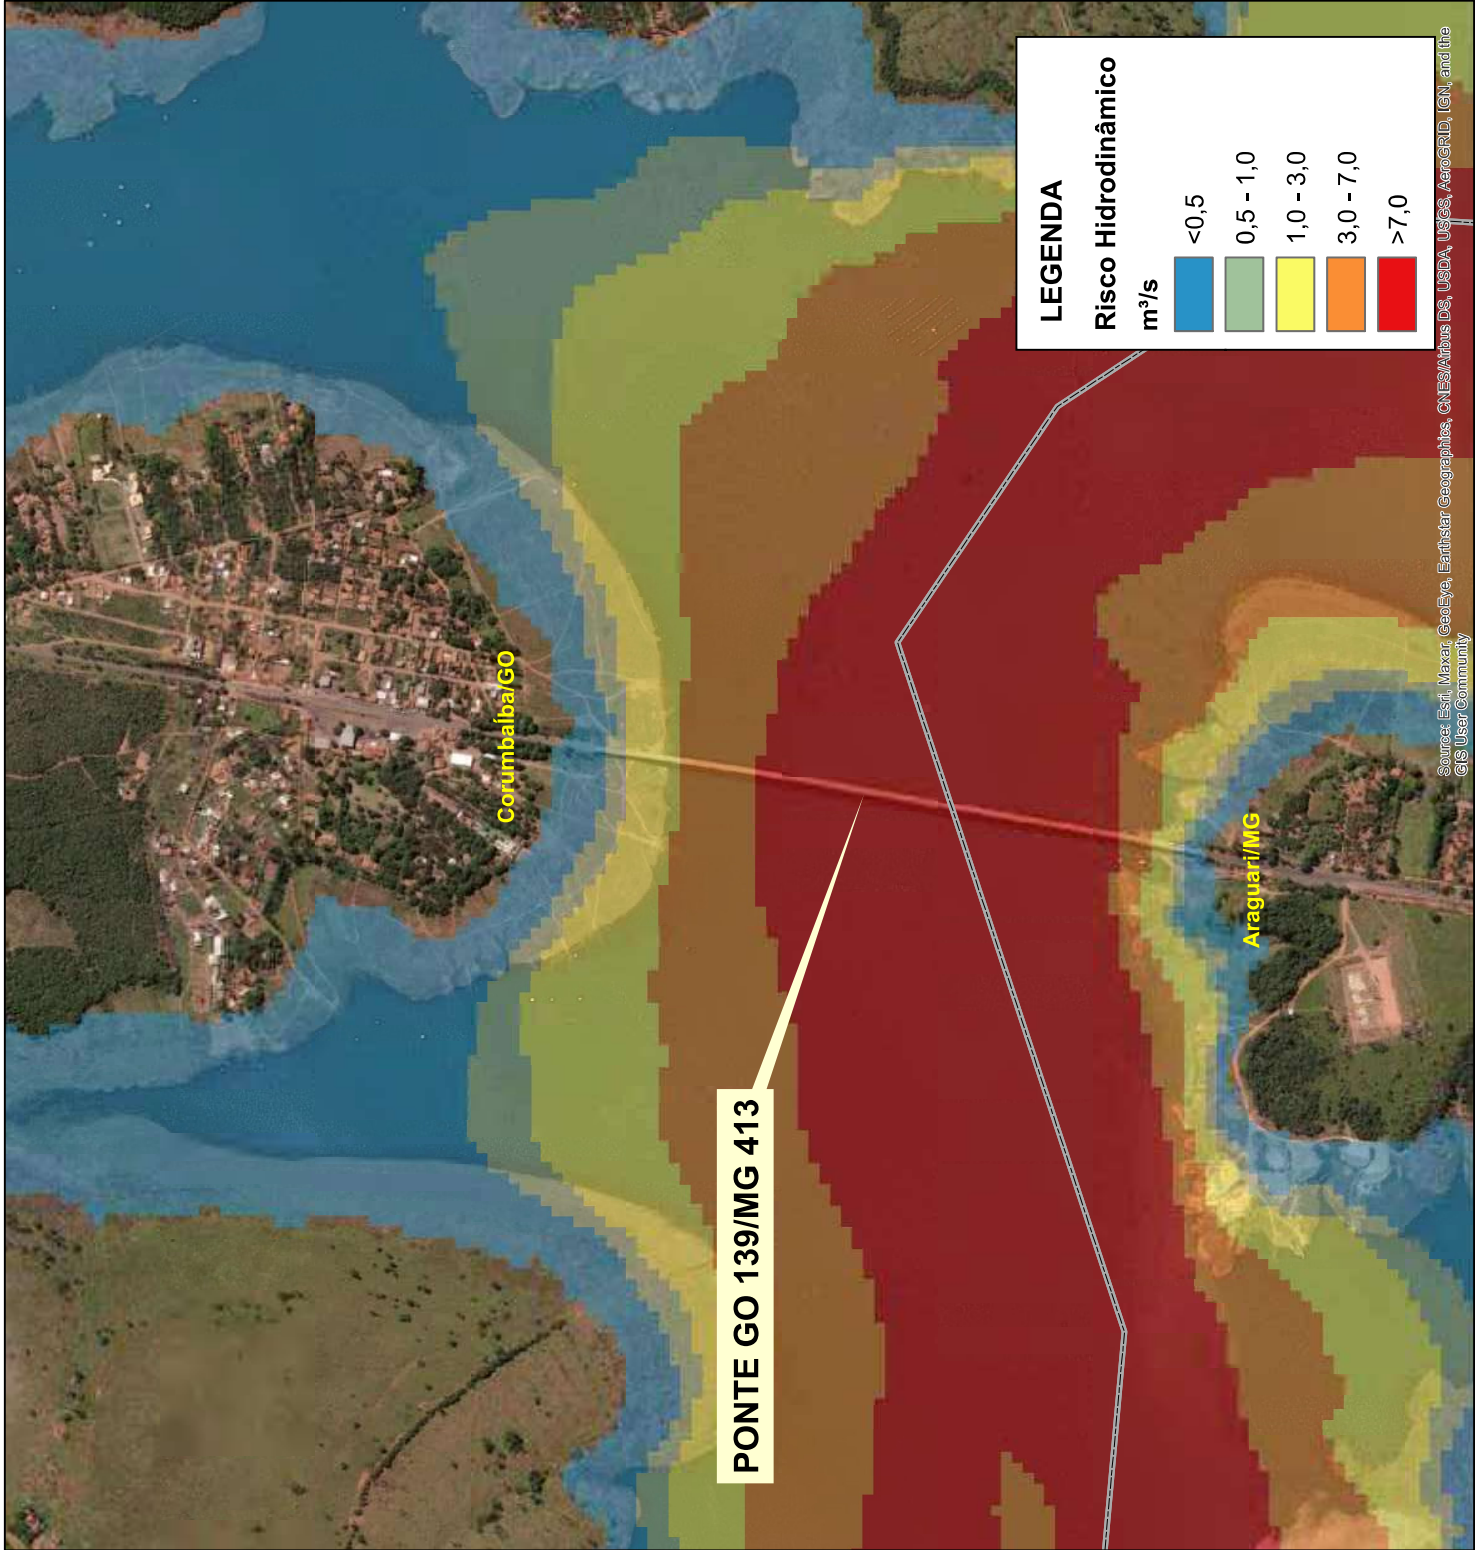 Corumbaíba/GO
PONTE GO 139/MG 413
Araguari/MG
LEGENDA
Risco Hidrodinâmico
m³/s
<0,5
0,5 - 1,0
1,0 - 3,0
3,0 - 7,0
>7,0
Source: Esri, Maxar, GeoEye, Earthstar Geographics, CNES/Airbus DS, USDA, USGS, AeroGRID, IGN, and the
GIS User Community